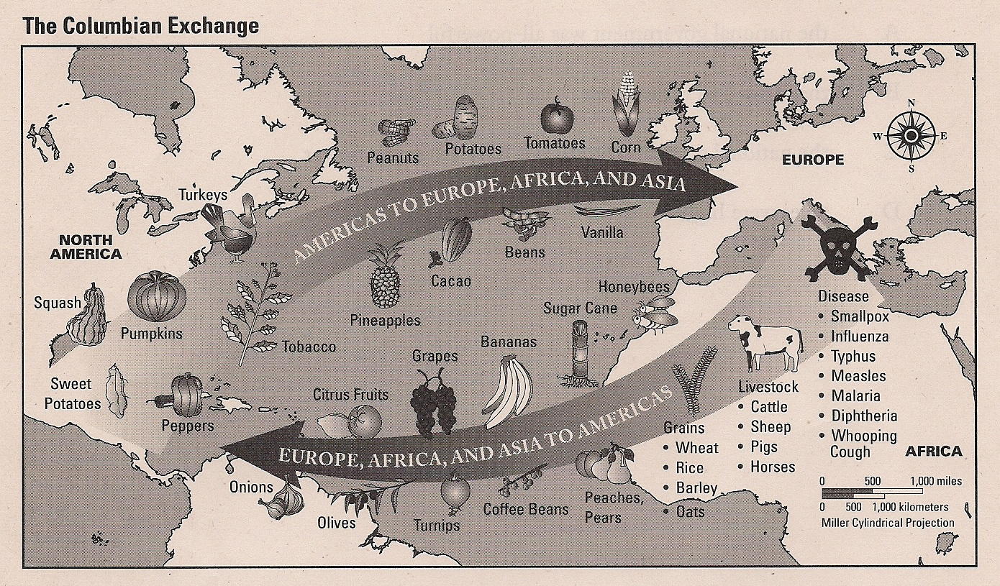 The Columbian Exchange
N
W
E
S
EUROPE
Peanuts
Potatoes
Tomatoes
Corn
AMERICAS TO EUROPE, AFRICA, AND ASIA
Turkeys
NORTH
AMERICA
Squash
Pumpkins
Tobacco
Pineapples
Cacao
Beans
Vanilla
Sweet
Potatoes
Peppers
Honeybees
Sugar Cane
Bananas
Grapes
Citrus Fruits
EUROPE, AFRICA, AND ASIA TO AMERICAS
Onions
Olives
Turnips
Coffee Beans
Peaches,
Pears
Grains
• Wheat
• Rice
• Barley
• Oats
Livestock
• Cattle
• Sheep
• Pigs
• Horses
Disease
• Smallpox
• Influenza
• Typhus
• Measles
• Malaria
• Diphtheria
• Whooping
Cough
AFRICA
0 500 1,000 miles
0 500 1,000 kilometers
Miller Cylindrical Projection